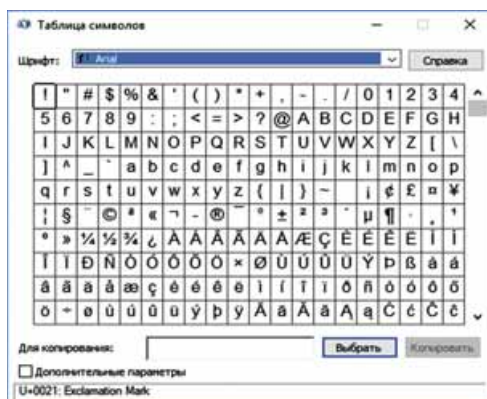 Таблица символов
Шрифт: Arial Справка
! " # $ % & ' ( ) * + , - . / 0 1 2 3 4
5 6 7 8 9 : ; < = > ? @ A B C D E F G H
I J K L M N O P Q R S T U V W X Y Z [ \
] ^ _ ` a b c d e f g h i j k l m n o p
q r s t u v w x y z { | } ~ ¡ ¢ £ ¤ ¥
¦ § ¨ © ª « ¬ - ® ¯ ° ± ² ³ ´ µ ¶ · ¸ ¹
º » ¼ ½ ¾ ¿ À Á Â Ã Ä Å Æ Ç È É Ê Ë Ì Í
Î Ï Ð Ñ Ò Ó Ô Õ Ö × Ø Ù Ú Û Ü Ý Þ ß à á
â ã ä å æ ç è é ê ë ì í î ï ð ñ ò ó ô õ
ö ÷ ø ù ú û ü ý þ ÿ Ā ā Ă ă Ą ą Ć ć Ĉ ĉ
Для копирования: Выбрать Копировать
Дополнительные параметры
U+0021: Exclamation Mark